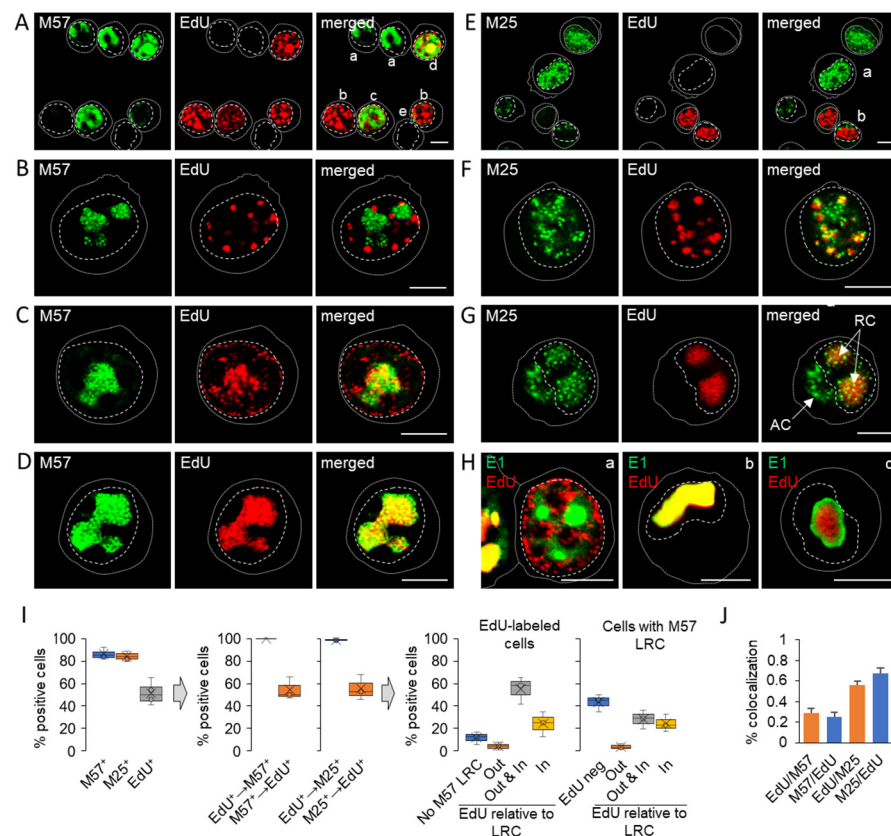 A M57 EdU merged
a a d
b c e b
E M25 EdU merged
a
b
B M57 EdU merged
F M25 EdU merged
C M57 EdU merged
G M25 EdU merged
RC
AC
D M57 EdU merged
H E1 EdU a
E1 EdU b
E1 EdU
I
% positive cells
100
80
60
40
20
0
M57⁺
M25⁺
EdU⁺
% positive cells
100
80
60
40
20
0
EdU⁺→M57⁺
M57⁺→EdU⁺
EdU⁺→M25⁺
M25⁺→EdU⁺
EdU-labeled
cells
% positive cells
100
80
60
40
20
0
No M57 LRC
Out
Out & In
In
EdU relative to
LRC
Cells with M57
LRC
EdU neg
Out
Out & In
In
EdU relative to
LRC
J
% colocalization
1
0.8
0.6
0.4
0.2
0
EdU/M57
M57/EdU
EdU/M25
M25/EdU